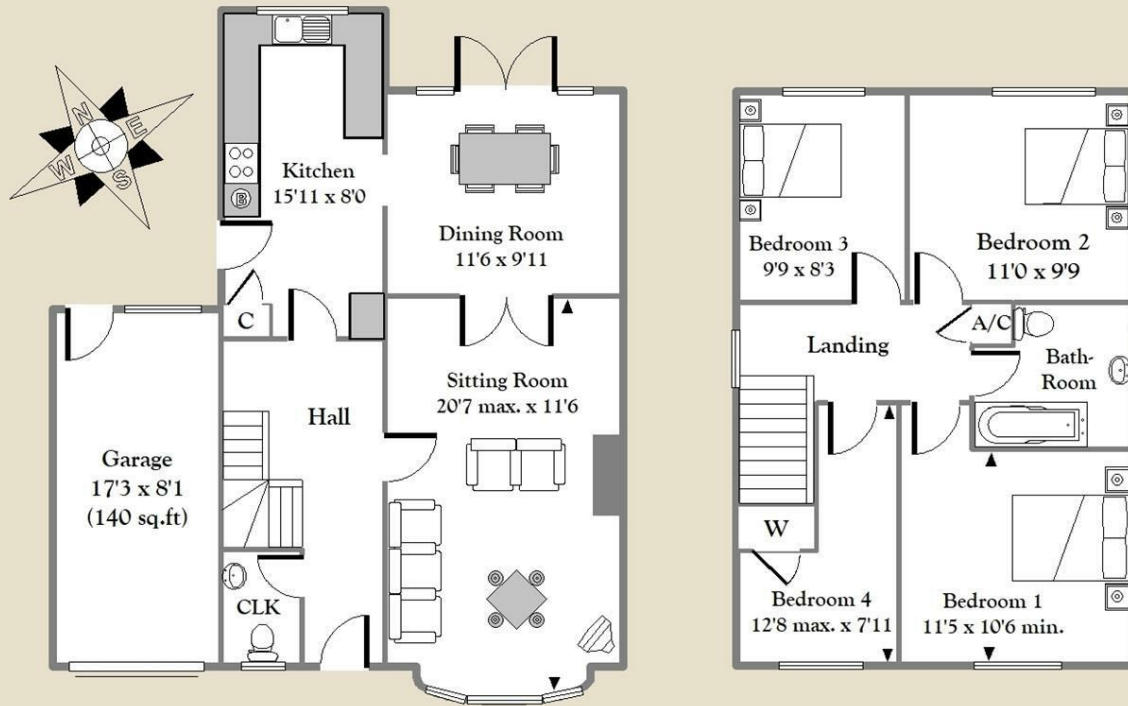 N
E
S
W
Kitchen
15'11 x 8'0
B
C
Dining Room
11'6 x 9'11
Sitting Room
20'7 max. x 11'6
Hall
Garage
17'3 x 8'1
(140 sq.ft)
CLK
Bedroom 3
9'9 x 8'3
Bedroom 2
11'0 x 9'9
Landing
A/C
Bath-
Room
W
Bedroom 4
12'8 max. x 7'11
Bedroom 1
11'5 x 10'6 min.